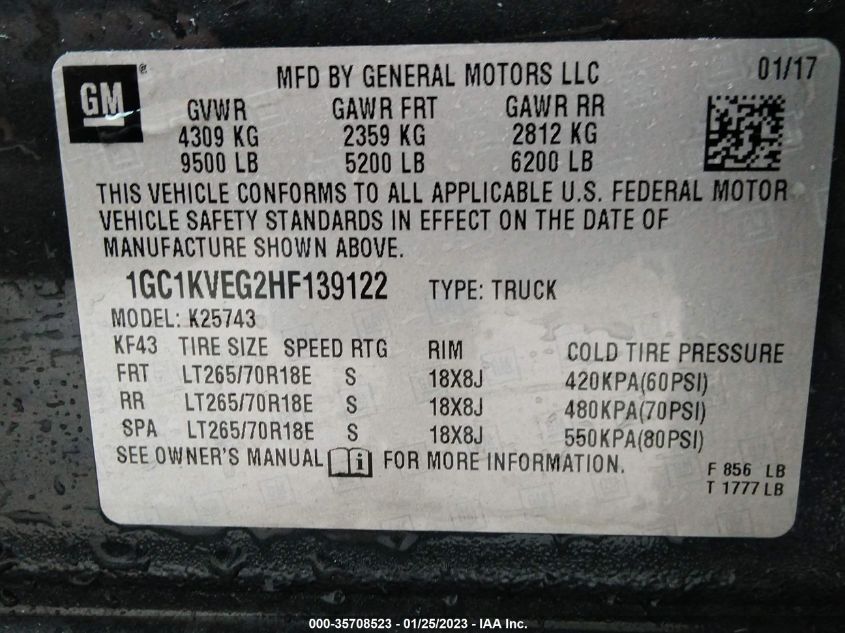 GM®
MFD BY GENERAL MOTORS LLC 01/17
GVWR GAWR FRT GAWR RR
4309 KG 2359 KG 2812 KG
9500 LB 5200 LB 6200 LB
THIS VEHICLE CONFORMS TO ALL APPLICABLE U.S. FEDERAL MOTOR
VEHICLE SAFETY STANDARDS IN EFFECT ON THE DATE OF
MANUFACTURE SHOWN ABOVE.
1GC1KVEG2HF139122 TYPE: TRUCK
MODEL: K25743
KF43 TIRE SIZE SPEED RTG RIM COLD TIRE PRESSURE
FRT LT265/70R18E S 18X8J 420KPA(60PSI)
RR LT265/70R18E S 18X8J 480KPA(70PSI)
SPA LT265/70R18E S 18X8J 550KPA(80PSI)
SEE OWNER'S MANUAL i FOR MORE INFORMATION.
F 856 LB
T 1777 LB
000-35708523 / 01/25/2023 - IAA Inc.